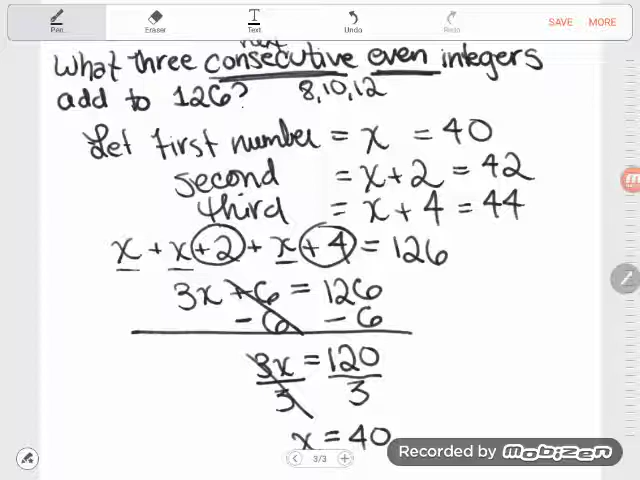 Pen..
Eraser
Text
Undo
Redo
SAVE
MORE
next
What three consecutive even integers
add to 126? 8,10,12
Let first number = x = 40
second = x+2 = 42
third = x+4 = 44
x + x+2 + x+4 = 126
3x +6 = 126
-6 -6
3x = 120
3 3
x = 40
3/3
Recorded by mobizen